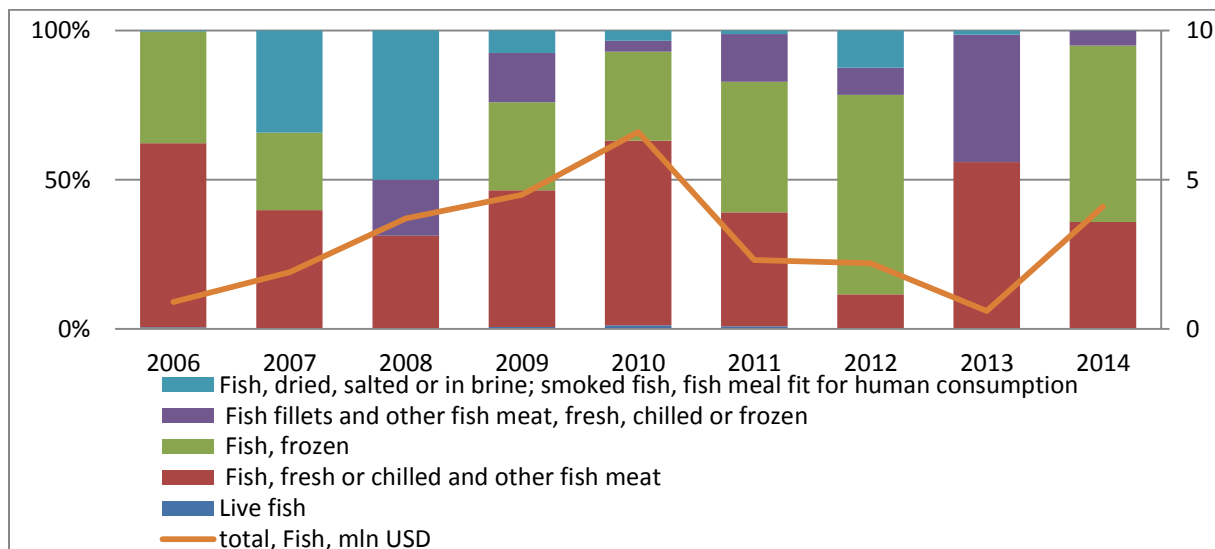 100% 10
50% 5
0% 0
2006 2007 2008 2009 2010 2011 2012 2013 2014
Fish, dried, salted or in brine; smoked fish, fish meal fit for human consumption
Fish fillets and other fish meat, fresh, chilled or frozen
Fish, frozen
Fish, fresh or chilled and other fish meat
Live fish
total, Fish, mln USD